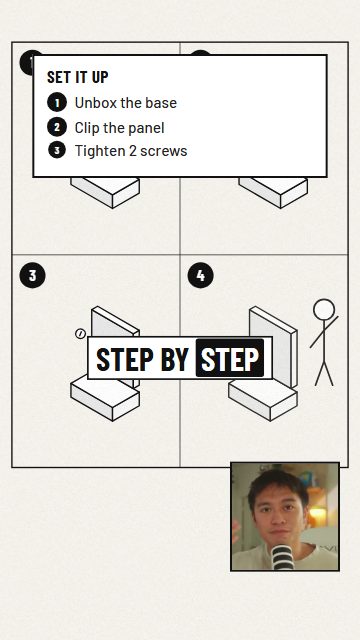 1
SET IT UP
1 Unbox the base
2 Clip the panel
3 Tighten 2 screws
3
4
STEP BY STEP